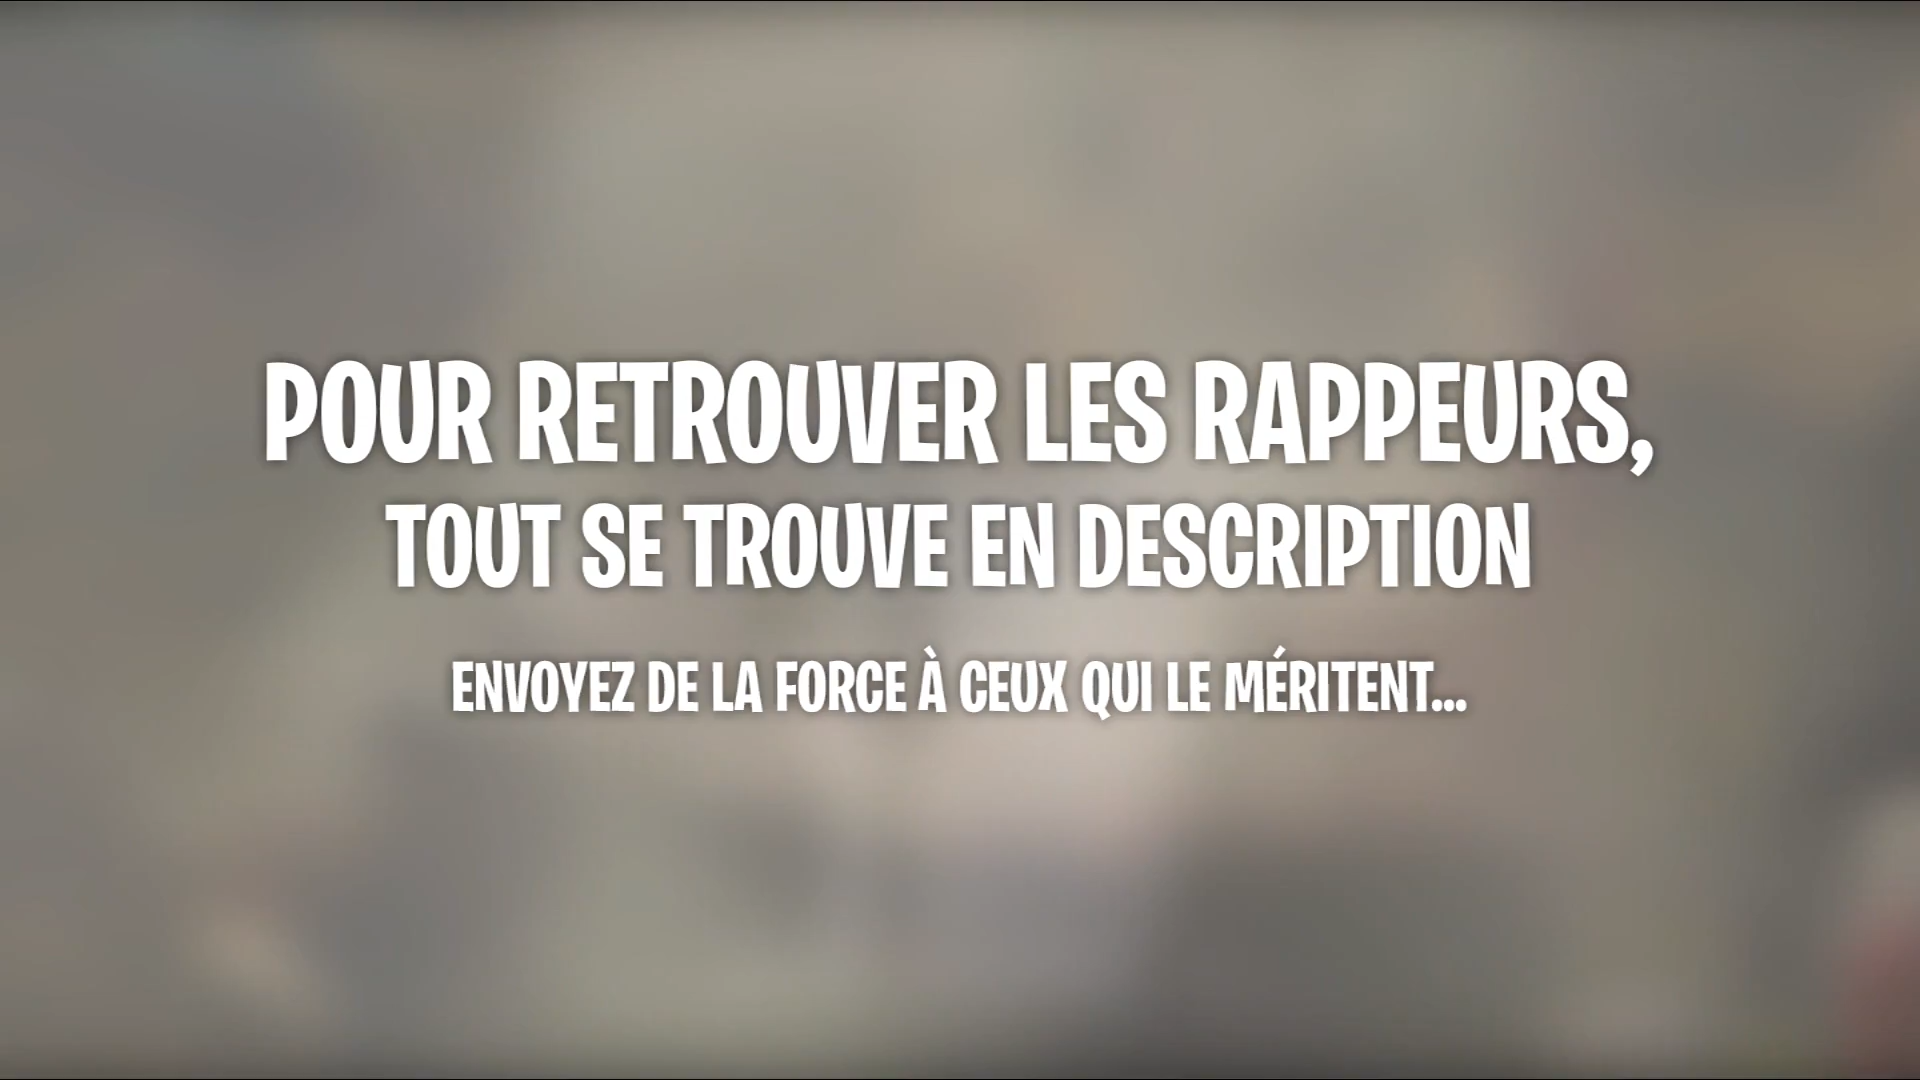 POUR RETROUVER LES RAPPEURS,
TOUT SE TROUVE EN DESCRIPTION
ENVOYEZ DE LA FORCE À CEUX QUI LE MÉRITENT...